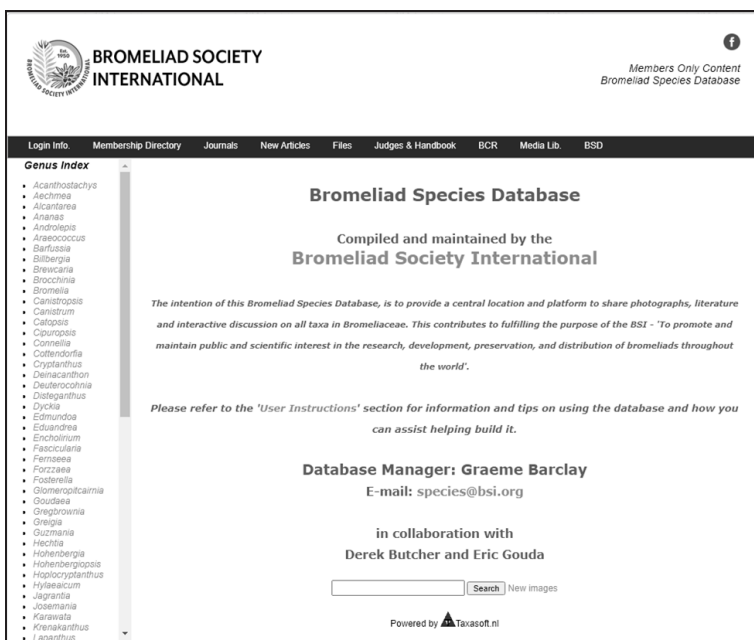 Est.
1950
BROMELIAD SOCIETY INTERNATIONAL
BROMELIAD SOCIETY
INTERNATIONAL
Members Only Content
Bromeliad Species Database
Login Info. Membership Directory Journals New Articles Files Judges & Handbook BCR Media Lib. BSD
Genus Index
Acanthostachys
Aechmea
Alcantarea
Ananas
Androlepis
Araeococcus
Barfussia
Billbergia
Brewcaria
Brocchinia
Bromelia
Canistropsis
Canistrum
Catopsis
Cipuropsis
Connellia
Cottendorfia
Cryptanthus
Deinacanthon
Deuterocohnia
Disteganthus
Dyckia
Edmundoa
Eduandrea
Encholirium
Fascicularia
Fernseea
Forzzaea
Fosterella
Glomeropitcairnia
Goudaea
Gregbrownia
Greigia
Guzmania
Hechtia
Hohenbergia
Hohenbergiopsis
Hoplocryptanthus
Hylaeaicum
Jagrantia
Josemania
Karawata
Krenakanthus
Lapanthus
Bromeliad Species Database
Compiled and maintained by the
Bromeliad Society International
The intention of this Bromeliad Species Database, is to provide a central location and platform to share photographs, literature
and interactive discussion on all taxa in Bromeliaceae. This contributes to fulfilling the purpose of the BSI - 'To promote and
maintain public and scientific interest in the research, development, preservation, and distribution of bromeliads throughout
the world'.
Please refer to the 'User Instructions' section for information and tips on using the database and how you
can assist helping build it.
Database Manager: Graeme Barclay
E-mail: species@bsi.org
in collaboration with
Derek Butcher and Eric Gouda
Search New images
Powered by Taxasoft.nl